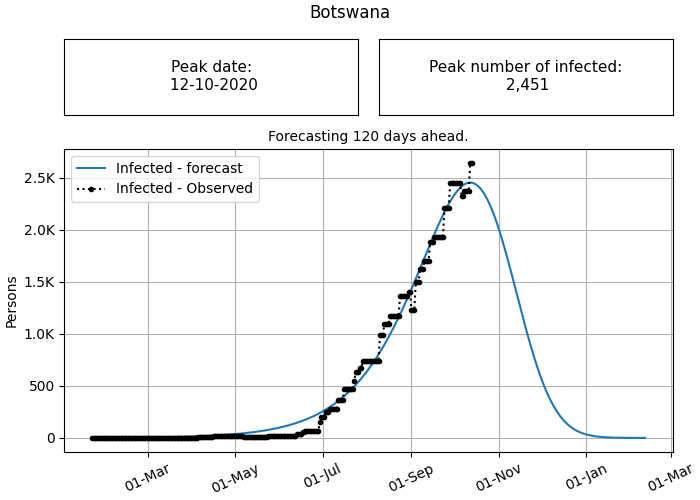 Botswana
Peak date:
12-10-2020
Peak number of infected:
2,451
Forecasting 120 days ahead.
Infected - forecast
Infected - Observed
Persons
2.5K
2.0K
1.5K
1.0K
500
0
01-Mar
01-May
01-Jul
01-Sep
01-Nov
01-Jan
01-Mar